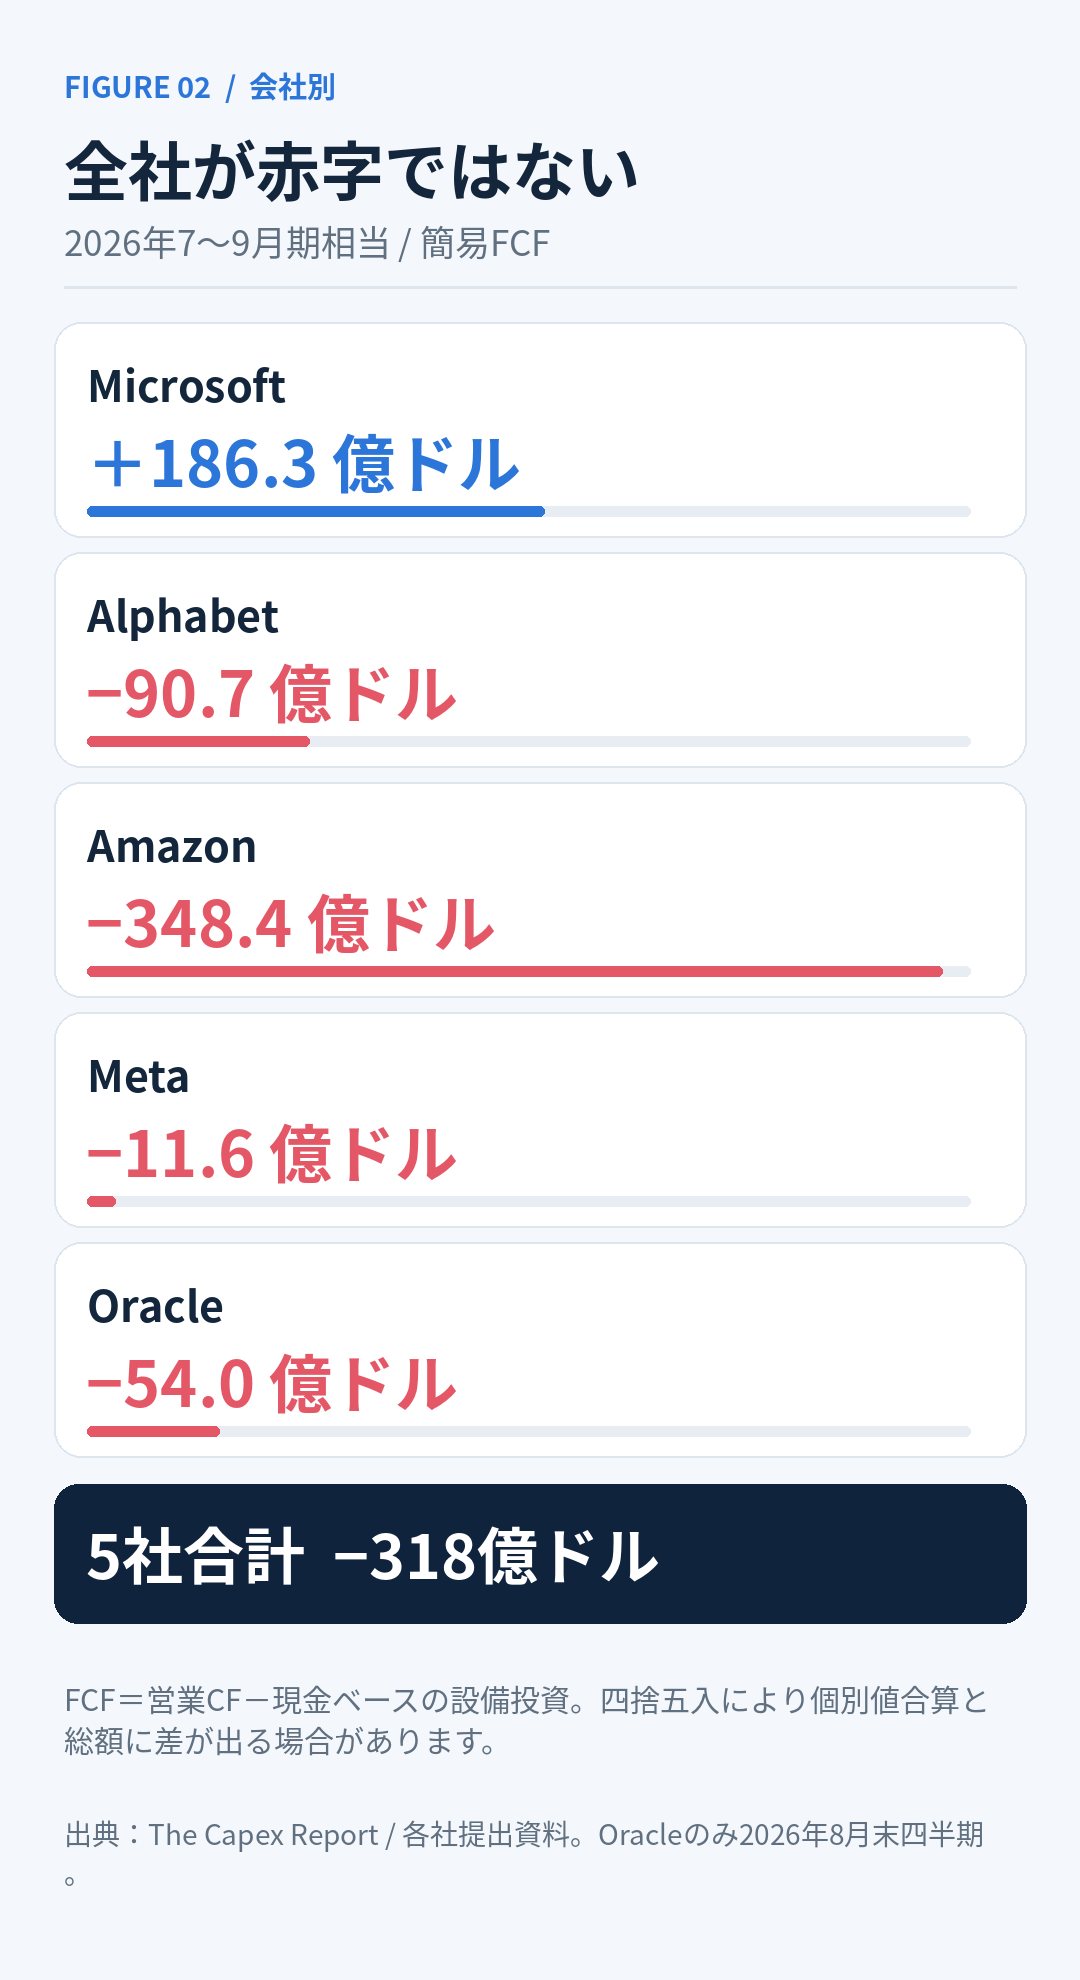 FIGURE 02 / 会社別
全社が赤字ではない
2026年7〜9月期相当 / 簡易FCF
Microsoft
＋186.3 億ドル
Alphabet
−90.7 億ドル
Amazon
−348.4 億ドル
Meta
−11.6 億ドル
Oracle
−54.0 億ドル
5社合計 −318億ドル
FCF＝営業CF－現金ベースの設備投資。四捨五入により個別値合算と
総額に差が出る場合があります。
出典：The Capex Report / 各社提出資料。Oracleのみ2026年8月末四半期
。